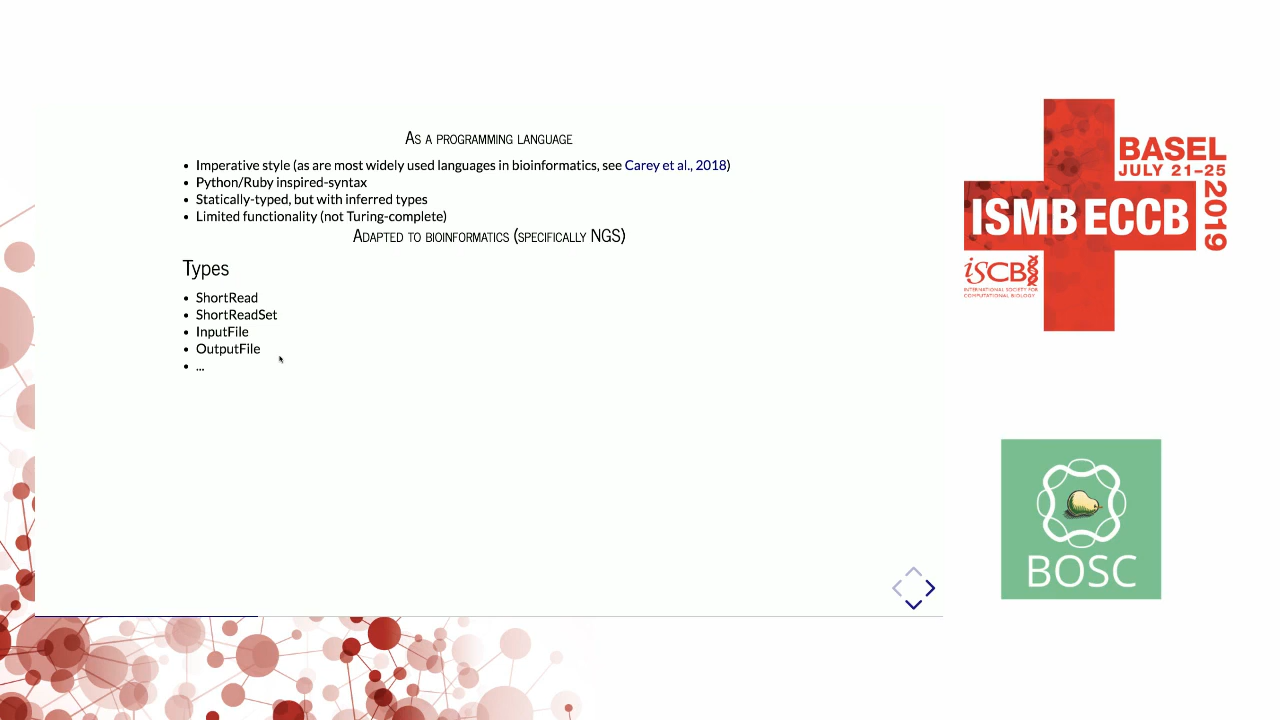 As a programming language
• Imperative style (as are most widely used languages in bioinformatics, see Carey et al., 2018)
• Python/Ruby inspired-syntax
• Statically-typed, but with inferred types
• Limited functionality (not Turing-complete)
Adapted to bioinformatics (specifically NGS)
Types
• ShortRead
• ShortReadSet
• InputFile
• OutputFile
• ...
BASEL
JULY 21-25
2019
ISMB ECCB
ISCB
INTERNATIONAL SOCIETY FOR
COMPUTATIONAL BIOLOGY
BOSC